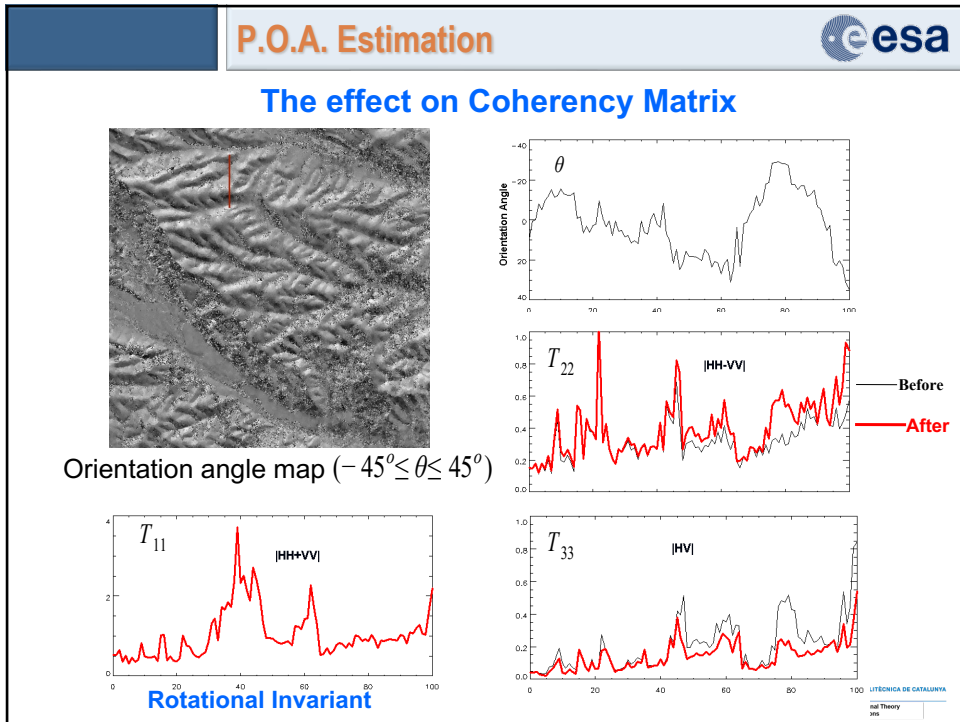 P.O.A. Estimation
esa
The effect on Coherency Matrix
Orientation angle map (− 45° ≤ θ ≤ 45°)
θ
Orientation Angle
−40
−20
0
20
40
0 20 40 60 80 100
T22
|HH-VV|
1.0
0.8
0.6
0.4
0.2
0.0
Before
After
T11
|HH+VV|
4
2
0
0 20 40 60 80 100
Rotational Invariant
T33
|HV|
1.0
0.8
0.6
0.4
0.2
0.0
0 20 40 60 80 100
LITÈCNICA DE CATALUNYA
nal Theory
ons